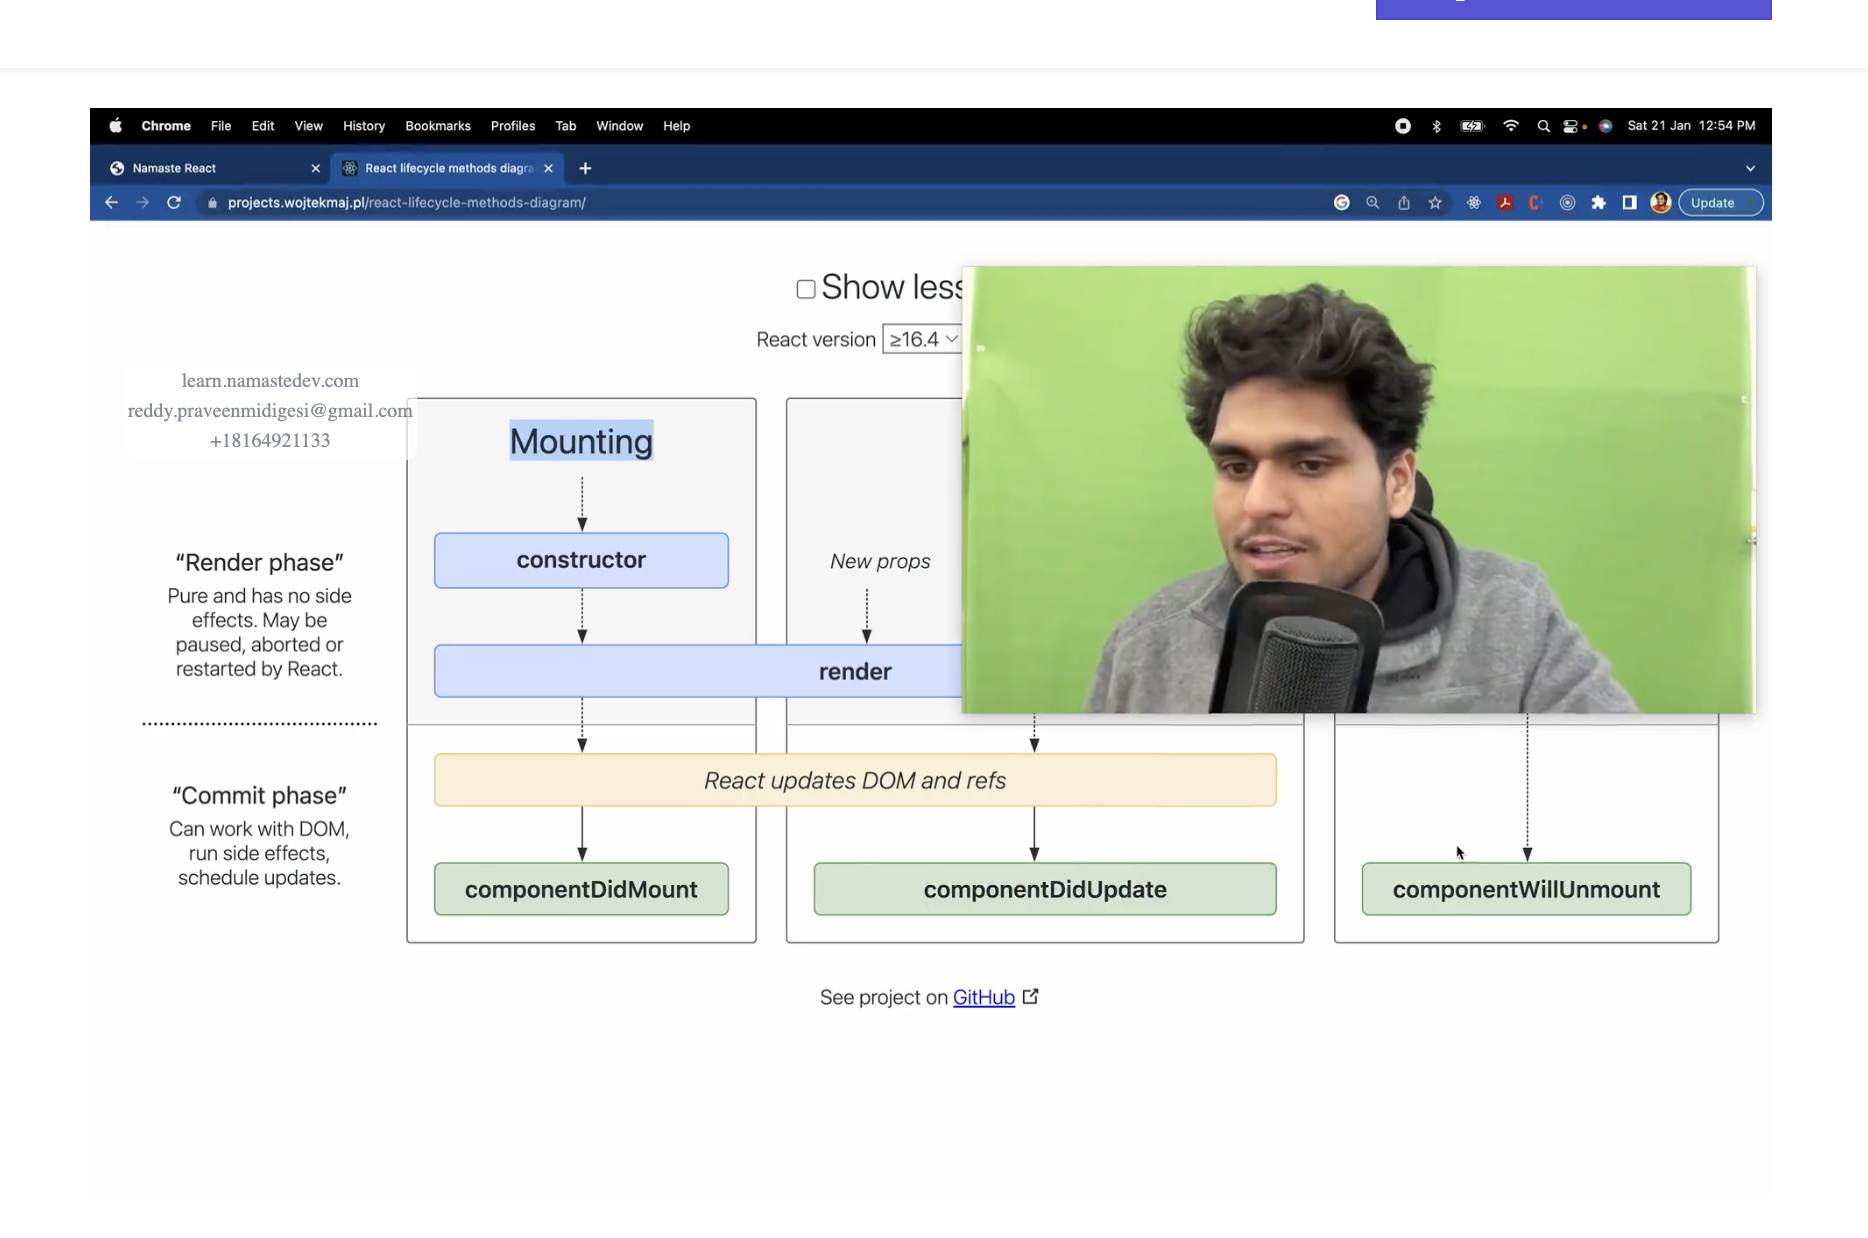 Chrome File Edit View History Bookmarks Profiles Tab Window Help Sat 21 Jan 12:54 PM
Namaste React React lifecycle methods diagra
projects.wojtekmaj.pl/react-lifecycle-methods-diagram/ Update
Show less
React version ≥16.4
learn.namastedev.com
reddy.praveenmidigesi@gmail.com
+18164921133
Mounting
constructor
New props
render
“Render phase”
Pure and has no side
effects. May be
paused, aborted or
restarted by React.
“Commit phase”
Can work with DOM,
run side effects,
schedule updates.
React updates DOM and refs
componentDidMount componentDidUpdate componentWillUnmount
See project on GitHub